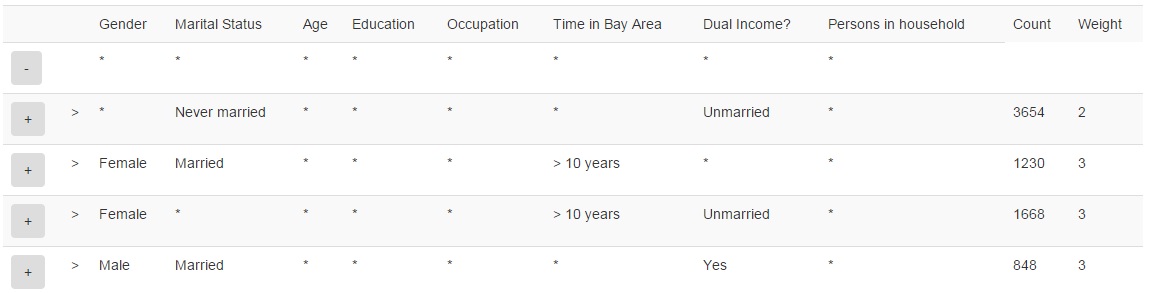 Gender Marital Status Age Education Occupation Time in Bay Area Dual Income? Persons in household Count Weight
- * * * * * * * *
+ > * Never married * * * * Unmarried * 3654 2
+ > Female Married * * * > 10 years * * 1230 3
+ > Female * * * * > 10 years Unmarried * 1668 3
+ > Male Married * * * * Yes * 848 3